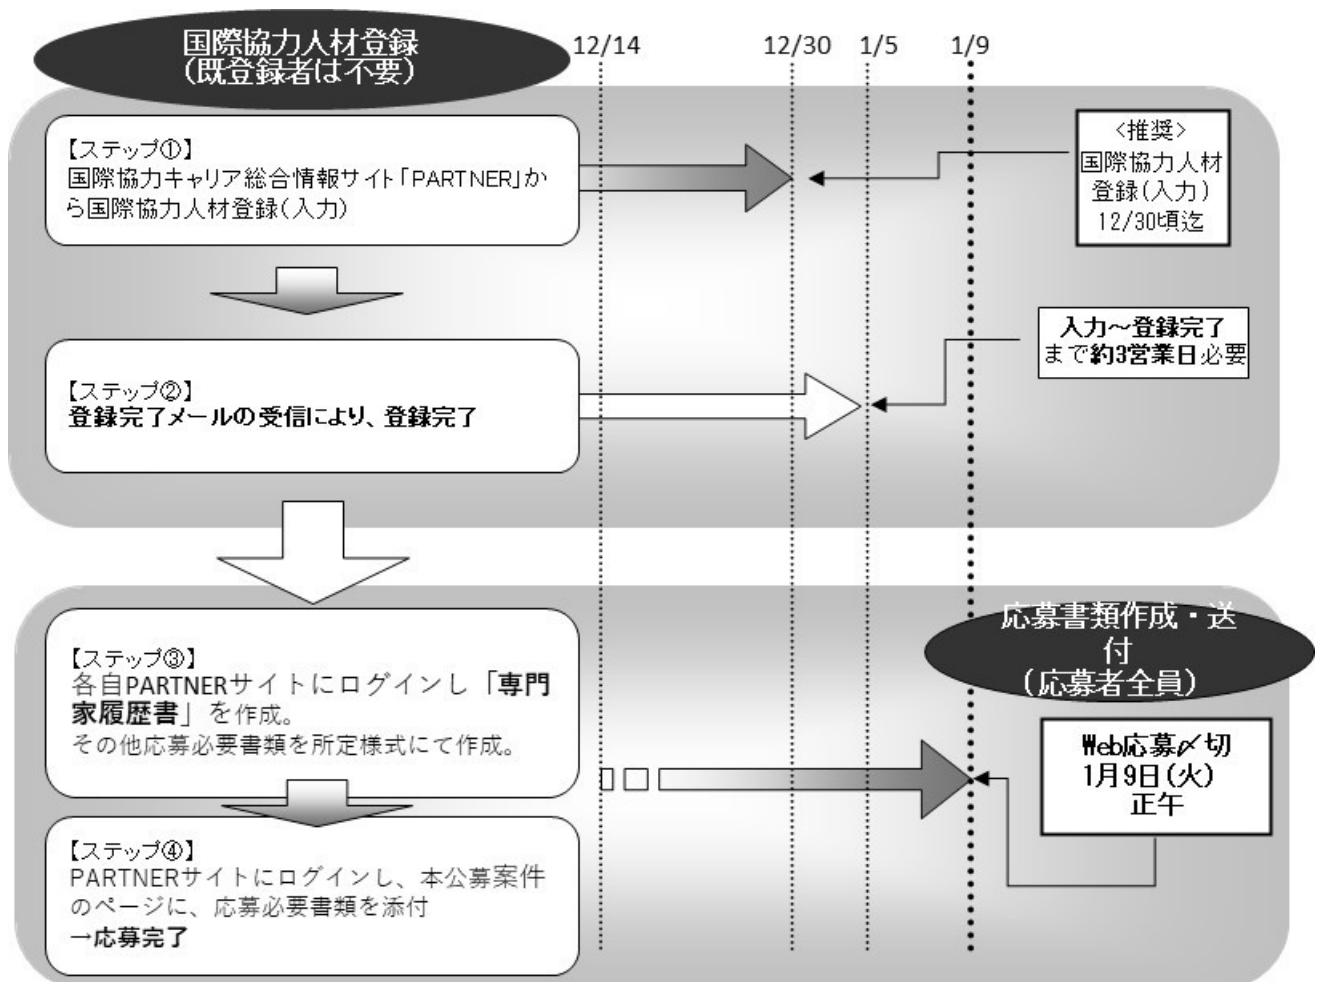 国際協力人材登録
(既登録者は不要)
12/14
12/30
1/5
1/9
【ステップ①】
国際協力キャリア総合情報サイト「PARTNER」か
ら国際協力人材登録(入力)
<推奨>
国際協力人材
登録(入力)
12/30頃迄
【ステップ②】
登録完了メールの受信により、登録完了
入力～登録完了
まで約3営業日必要
【ステップ③】
各自PARTNERサイトにログインし「専門
家履歴書」を作成。
その他応募必要書類を所定様式にて作成。
応募書類作成・送
付
(応募者全員)
Web応募〆切
1月9日(火)
正午
【ステップ④】
PARTNERサイトにログインし、本公募案件
のページに、応募必要書類を添付
→応募完了